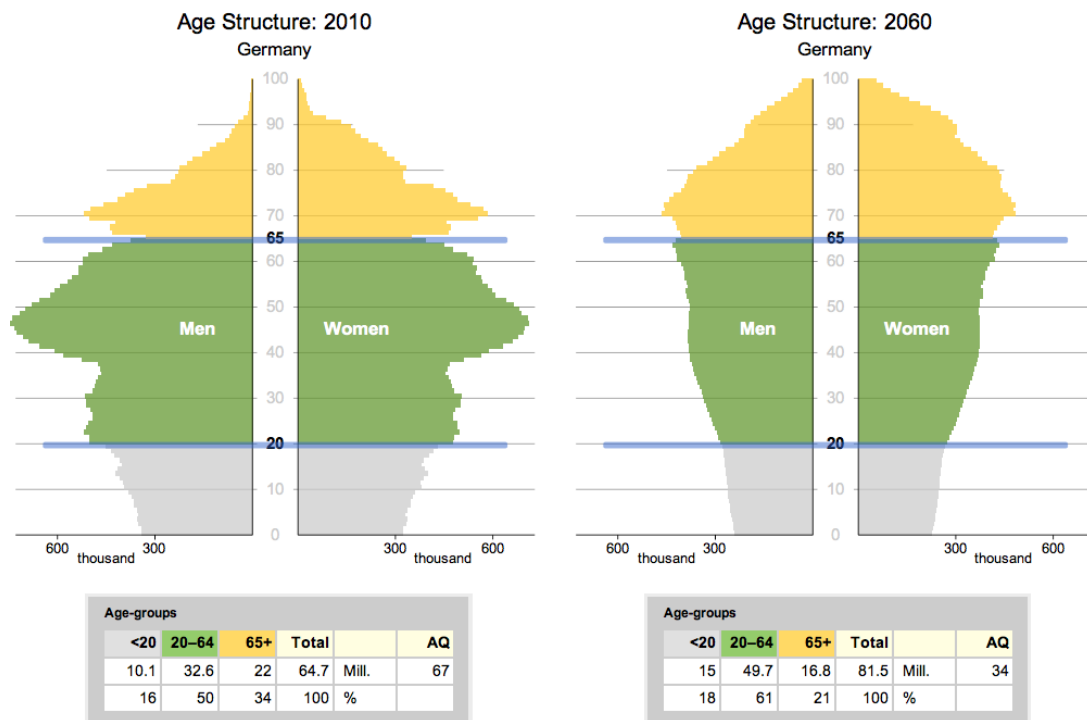 Age Structure: 2010
Germany
100
90
80
70
65
60
50
Men
Women
40
30
20
10
0
600
300
300
600
thousand
thousand
Age-groups
<20 20–64 65+ Total AQ
10.1 32.6 22 64.7 Mill. 67
16 50 34 100 %
Age Structure: 2060
Germany
100
90
80
70
65
60
50
Men
Women
40
30
20
10
0
600
300
300
600
thousand
thousand
Age-groups
<20 20–64 65+ Total AQ
15 49.7 16.8 81.5 Mill. 34
18 61 21 100 %